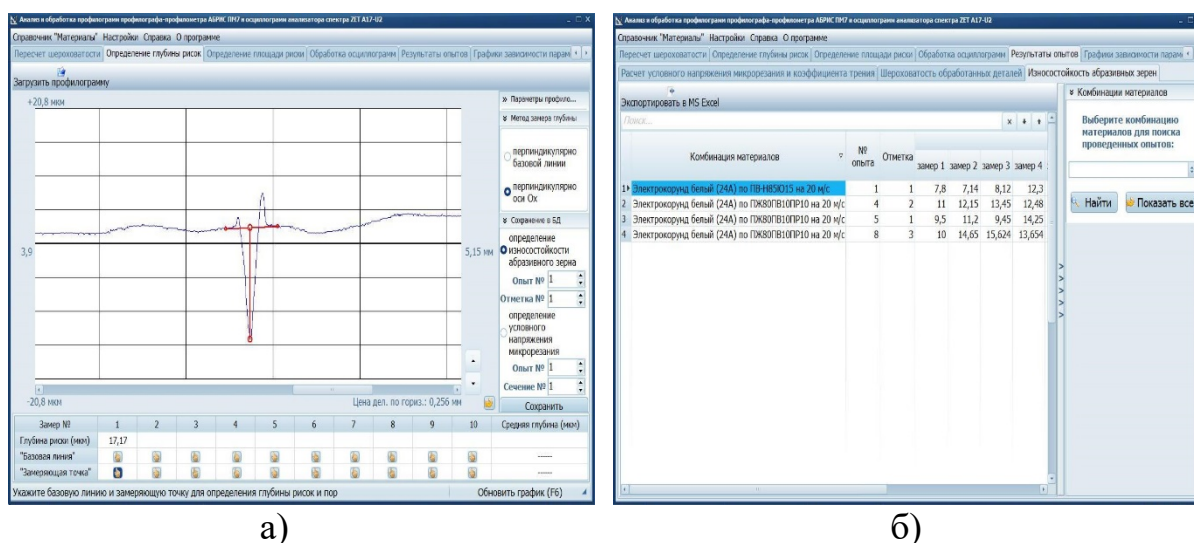 Анализ и обработка профилограмм профилографа-профилометра АБРИС ПМ7 и осциллограмм анализатора спектра ZET A17-U2
Справочник "Материалы" Настройки Справка О программе
Пересчет шероховатости Определение глубины рисок Определение площади риски Обработка осциллограмм Результаты опытов Графики зависимости парам
Загрузить профилограмму
+20,8 мкм
3,9
5,15 мм
-20,8 мкм
Цена дел. по гориз.: 0,256 мм
Параметры профило...
Метод замера глубины
перпиндикулярно
базовой линии
перпиндикулярно
оси Ох
Сохранение в БД
определение
износостойкости
абразивного зерна
Опыт № 1
Отметка № 1
определение
условного
напряжения
микрорезания
Опыт № 1
Сечение № 1
Сохранить
Замер № 1 2 3 4 5 6 7 8 9 10 Средняя глубина (мкм)
Глубина риски (мкм) 17,17
"Базовая линия" -----
"Замеряющая точка" -----
Укажите базовую линию и замеряющую точку для определения глубины рисок и пор Обновить график (F6)
а)
Анализ и обработка профилограмм профилографа-профилометра АБРИС ПМ7 и осциллограмм анализатора спектра ZET A17-U2
Справочник "Материалы" Настройки Справка О программе
Пересчет шероховатости Определение глубины рисок Определение площади риски Обработка осциллограмм Результаты опытов Графики зависимости парам
Расчет условного напряжения микрорезания и коэффициента трения Шероховатость обработанных деталей Износостойкость абразивных зерен
Экспортировать в MS Excel
Поиск...
Комбинация материалов № опыта Отметка замер 1 замер 2 замер 3 замер 4
1 Электрокорунд белый (24А) по ПВ-Н85Ю15 на 20 м/с 1 1 7,8 7,14 8,12 12,3
2 Электрокорунд белый (24А) по ПЖ80ПВ10ПР10 на 20 м/с 4 2 11 12,15 13,45 12,48
3 Электрокорунд белый (24А) по ПЖ80ПВ10ПР10 на 20 м/с 5 1 9,5 11,2 9,45 14,25
4 Электрокорунд белый (24А) по ПЖ80ПВ10ПР10 на 20 м/с 8 3 10 14,65 15,624 13,654
Комбинации материалов
Выберите комбинацию
материалов для поиска
проведенных опытов:
Найти Показать все
б)